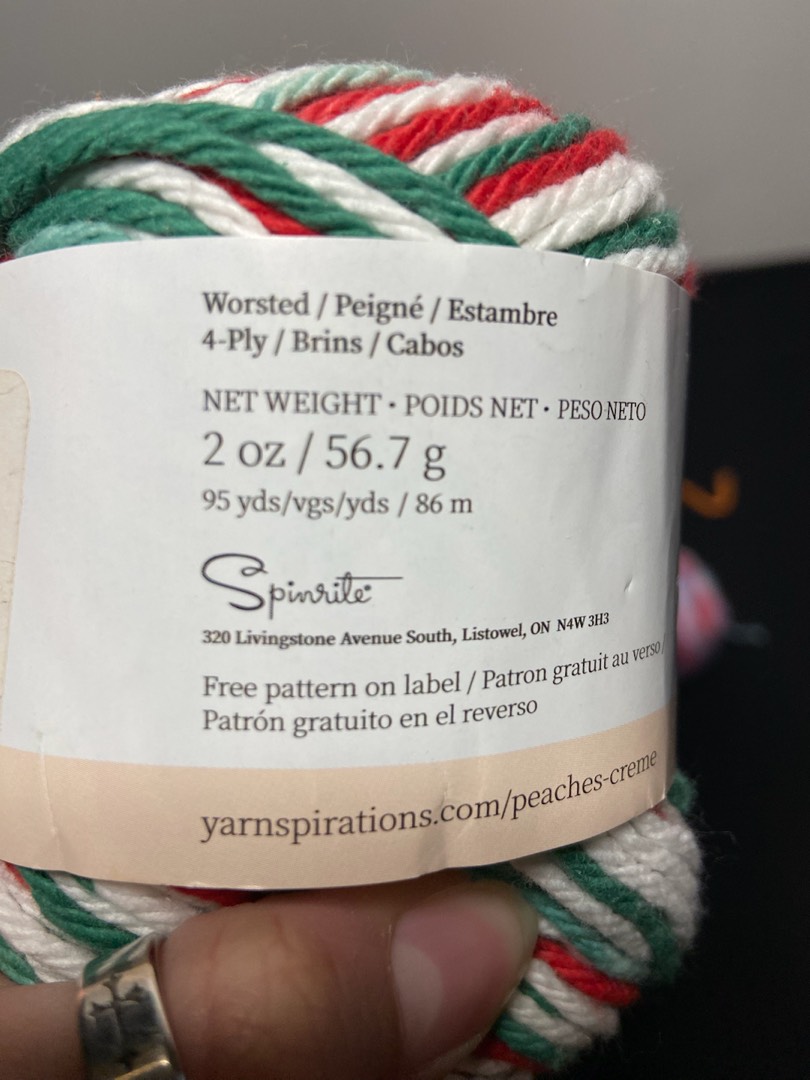 Worsted / Peigné / Estambre
4-Ply / Brins / Cabos
NET WEIGHT • POIDS NET • PESO NETO
2 oz / 56.7 g
95 yds/vgs/yds / 86 m
Spinrite
320 Livingstone Avenue South, Listowel, ON N4W 3H3
Free pattern on label / Patron gratuit au verso/
Patrón gratuito en el reverso
yarnspirations.com/peaches-creme